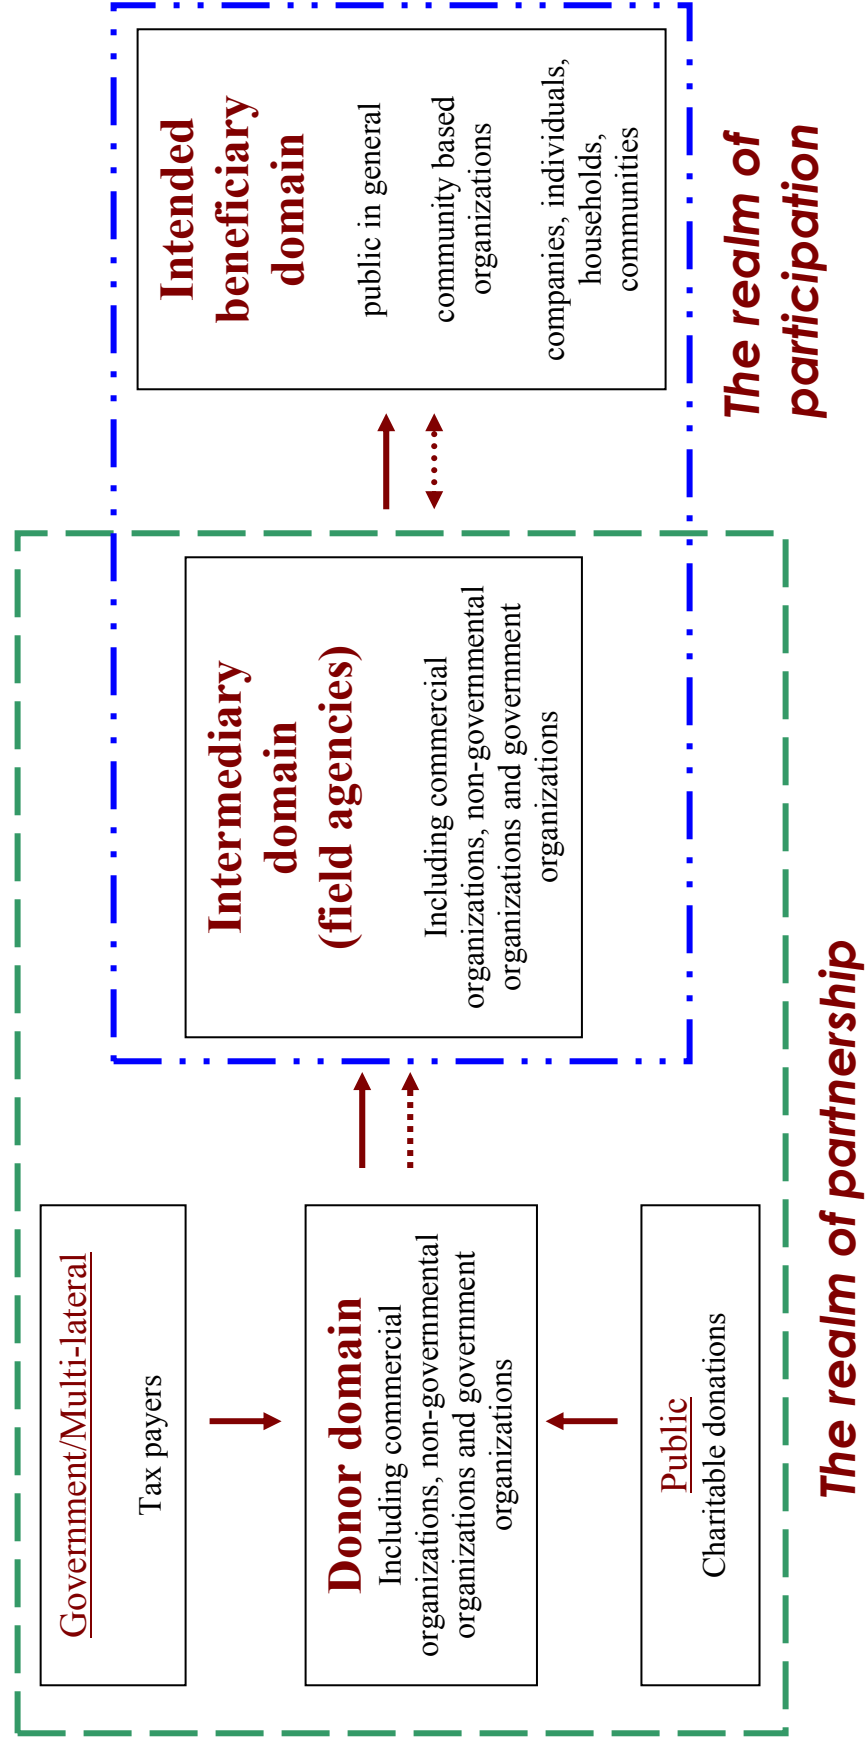 Government/Multi-lateral
Tax payers
Donor domain
Including commercial
organizations, non-governmental
organizations and government
organizations
Public
Charitable donations
Intermediary
domain
(field agencies)
Including commercial
organizations, non-governmental
organizations and government
organizations
Intended
beneficiary
domain
public in general
community based
organizations
companies, individuals,
households,
communities
The realm of
participation
The realm of partnership